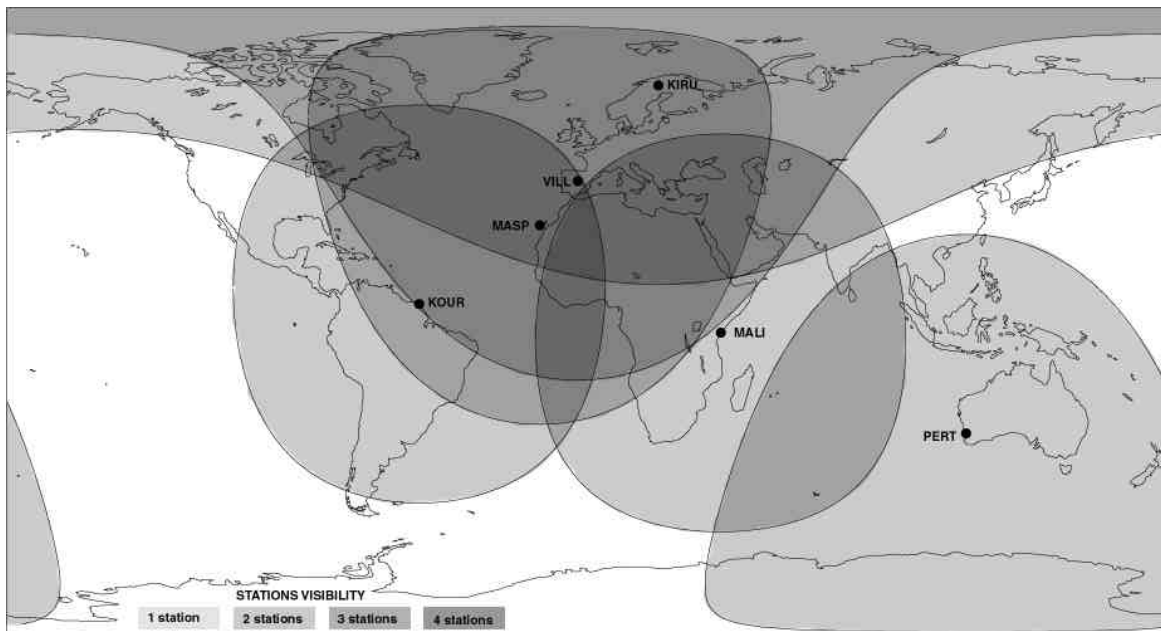 KIRU
VILL
MASP
KOUR
MALI
PERT
STATIONS VISIBILITY
1 station
2 stations
3 stations
4 stations